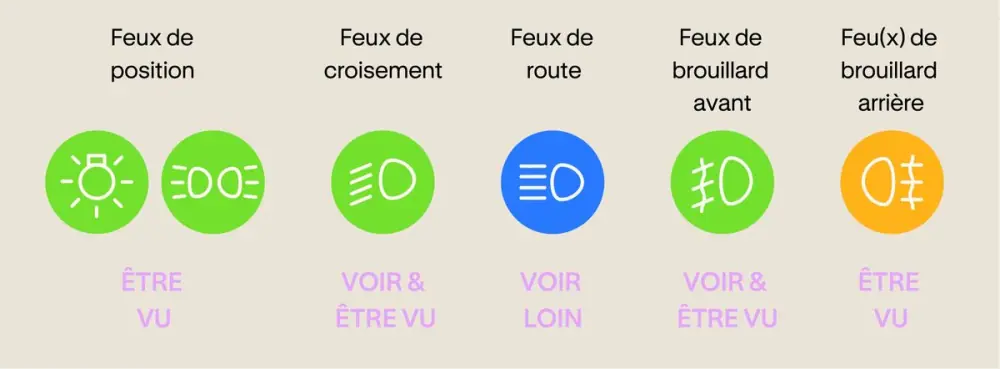 Feux de
position
Feux de
croisement
Feux de
route
Feux de
brouillard
avant
Feu(x) de
brouillard
arrière
ÊTRE
VU
VOIR &
ÊTRE VU
VOIR
LOIN
VOIR &
ÊTRE VU
ÊTRE
VU